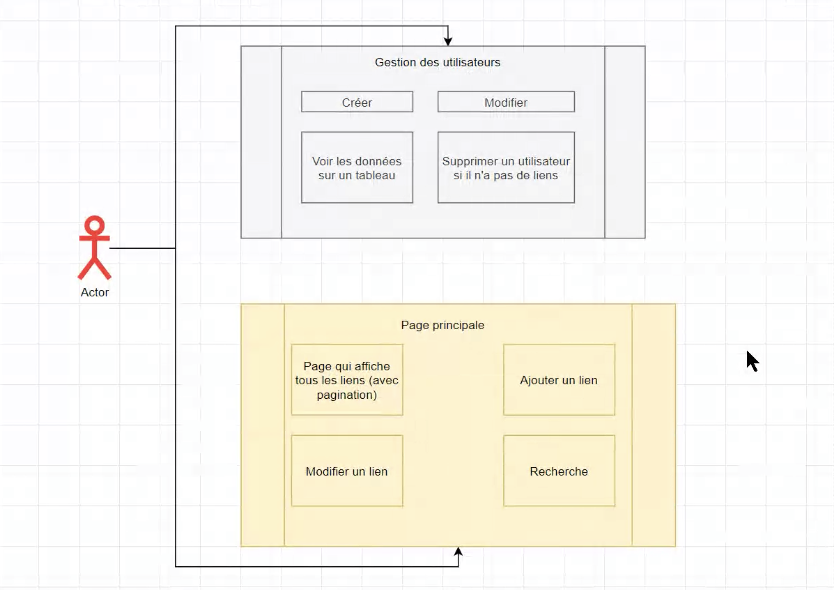 Gestion des utilisateurs
Créer
Modifier
Voir les données
sur un tableau
Supprimer un utilisateur
si il n'a pas de liens
Actor
Page principale
Page qui affiche
tous les liens (avec
pagination)
Ajouter un lien
Modifier un lien
Recherche